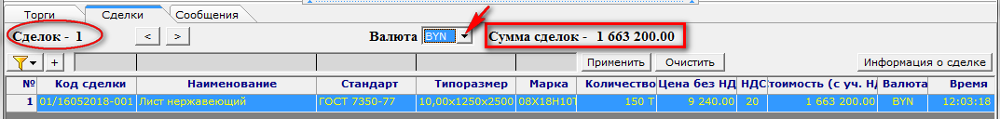 Торги Сделки Сообщения
Сделок - 1 < > Валюта BYN Сумма сделок - 1 663 200.00
+ Применить Очистить Информация о сделке
№ Код сделки Наименование Стандарт Типоразмер Марка Количество Цена без НД НДС тоимость (с уч. НД Валюта Время
1 01/16052018-001 Лист нержавеющий ГОСТ 7350-77 10,00x1250x2500 08Х18Н10Т 150 Т 9 240.00 20 1 663 200.00 BYN 12:03:18